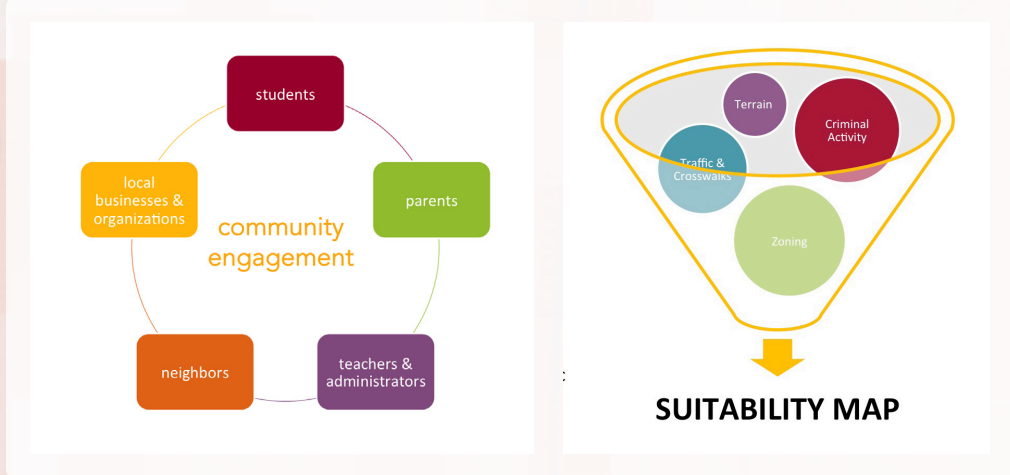 students
parents
teachers &
administrators
neighbors
local
businesses &
organizations
community
engagement
Terrain
Criminal
Activity
Traffic &
Crosswalks
Zoning
SUITABILITY MAP